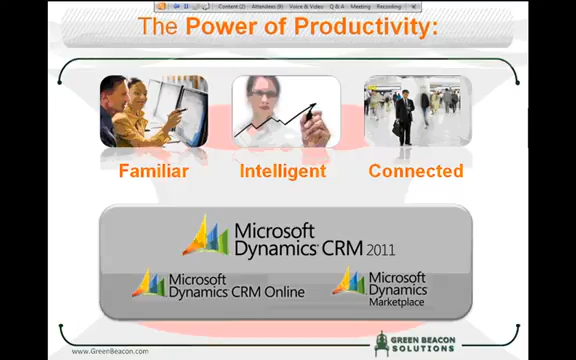 Content (2) Attendees (9) Voice & Video Q & A Meeting Recording
The Power of Productivity:
Familiar Intelligent Connected
Microsoft
Dynamics CRM 2011
Microsoft
Dynamics CRM Online
Microsoft
Dynamics
Marketplace
www.GreenBeacon.com
GREEN BEACON
SOLUTIONS